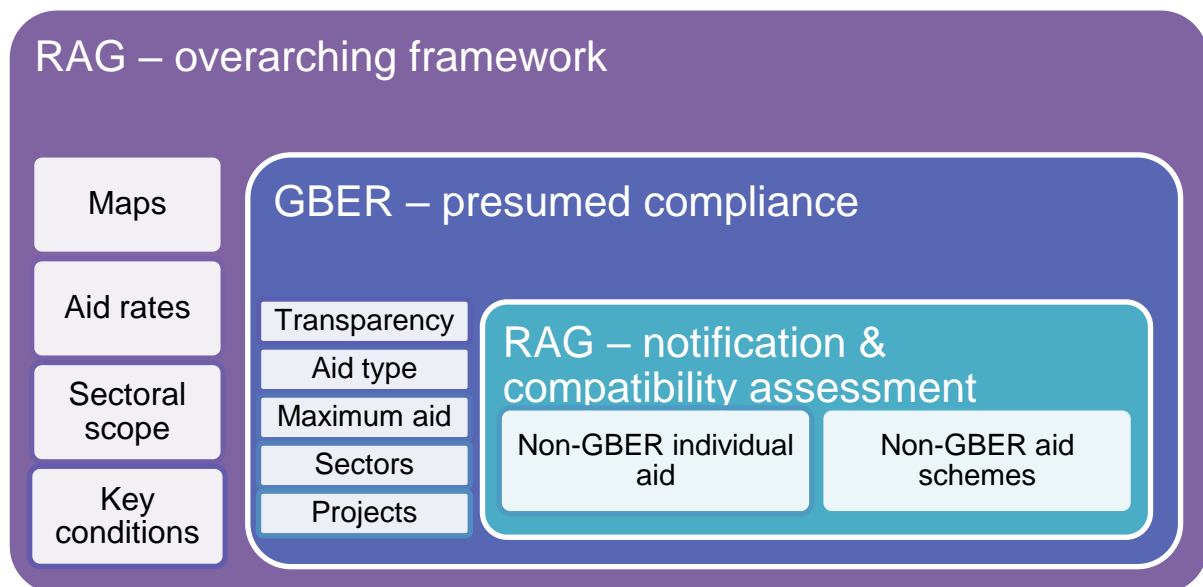 RAG – overarching framework
Maps
Aid rates
Sectoral
scope
Key
conditions
GBER – presumed compliance
Transparency
Aid type
Maximum aid
Sectors
Projects
RAG – notification &
compatibility assessment
Non-GBER individual
aid
Non-GBER aid
schemes